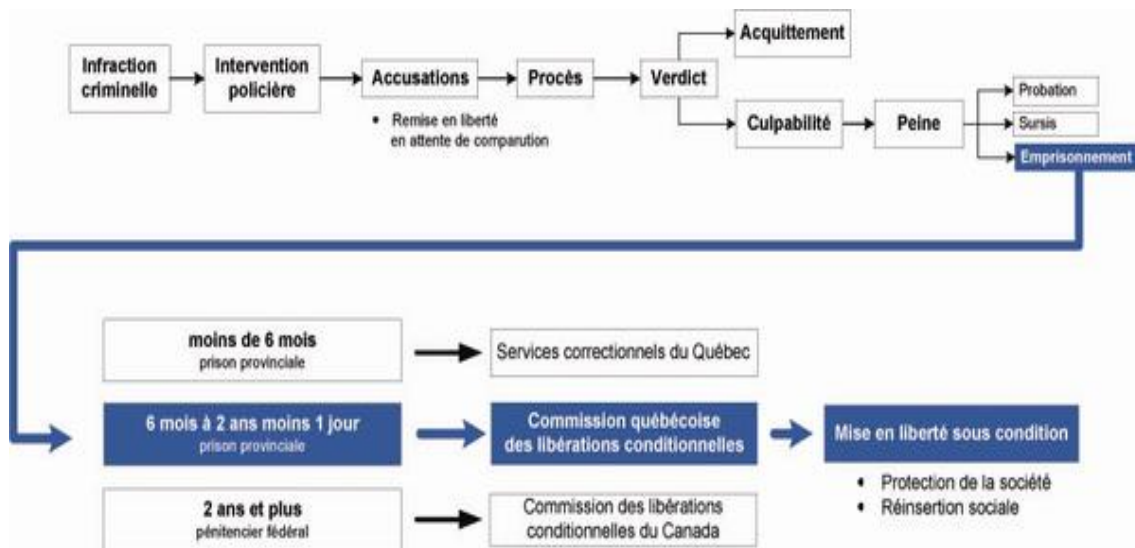 Infraction
criminelle
Intervention
policière
Accusations
• Remise en liberté
en attente de comparution
Procès
Verdict
Acquittement
Culpabilité
Peine
Probation
Sursis
Emprisonnement
moins de 6 mois
prison provinciale
Services correctionnels du Québec
6 mois à 2 ans moins 1 jour
prison provinciale
Commission québécoise
des libérations conditionnelles
Mise en liberté sous condition
• Protection de la société
• Réinsertion sociale
2 ans et plus
pénitencier fédéral
Commission des libérations
conditionnelles du Canada